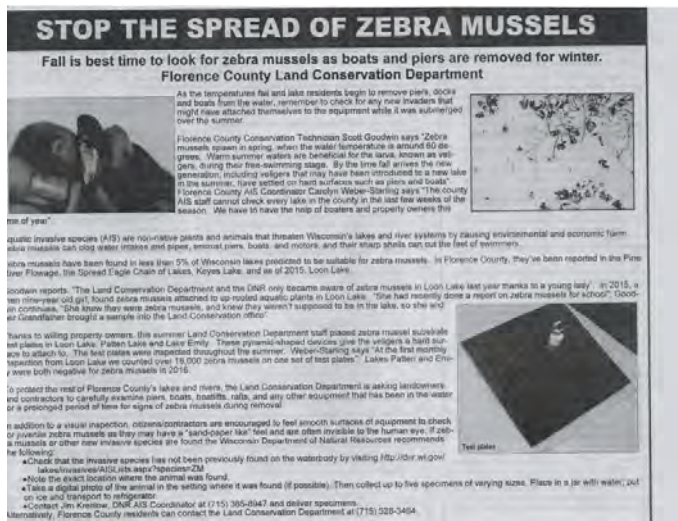 STOP THE SPREAD OF ZEBRA MUSSELS
Fall is best time to look for zebra mussels as boats and piers are removed for winter.
Florence County Land Conservation Department
As the temperatures fall and lake residents begin to remove piers, docks
and boats from the water, remember to check for any new invaders that
might have attached themselves to the equipment while it was submerged
over the summer.
Florence County Conservation Technician Scott Goodwin says "Zebra
mussels spawn in spring, when the water temperature is around 60 de-
grees. Warm summer waters are beneficial for the larva, known as veli-
gers, during their free-swimming stage. By the time fall arrives the new
generation, including veligers that may have been introduced to a new lake
in the summer, have settled on hard surfaces such as piers and boats".
Florence County AIS Coordinator Carolyn Weber-Starling says "The county
AIS staff cannot check every lake in the county in the last few weeks of the
season. We have to have the help of boaters and property owners this
me of year".
quatic invasive species (AIS) are non-native plants and animals that threaten Wisconsin's lakes and river systems by causing environmental and economic harm.
mussels can clog water intakes and pipes, encrust piers, boats, and motors, and their sharp shells can cut the feet of swimmers.
mussels have been found in less than 5% of Wisconsin lakes predicted to be suitable for zebra mussels. In Florence County, they've been reported in the Pine
iver Flowage, the Spread Eagle Chain of Lakes, Keyes Lake, and as of 2015, Loon Lake.
oodwin reports, "The Land Conservation Department and the DNR only became aware of zebra mussels in Loon Lake last year thanks to a young lady". In 2015, a
en nine-year old girl, found zebra mussels attached to up-rooted aquatic plants in Loon Lake. "She had recently done a report on zebra mussels for school", Good-
in continues, "She knew they were zebra mussels, and knew they weren't supposed to be in the lake, so she and
er Grandfather brought a sample into the Land Conservation office".
hanks to willing property owners, this summer Land Conservation Department staff placed zebra mussel substrate
est plates in Loon Lake, Patten Lake and Lake Emily. These pyramid-shaped devices give the veligers a hard sur-
ace to attach to. The test plates were inspected throughout the summer. Weber-Starling says "At the first monthly
nspection from Loon Lake we counted over 16,000 zebra mussels on one set of test plates". Lakes Patten and Emi-
y were both negative for zebra mussels in 2016.
o protect the rest of Florence County's lakes and rivers, the Land Conservation Department is asking landowners
nd contractors to carefully examine piers, boats, boatlifts, rafts, and any other equipment that has been in the water
or a prolonged period of time for signs of zebra mussels during removal.
n addition to a visual inspection, citizens/contractors are encouraged to feel smooth surfaces of equipment to check
or juvenile zebra mussels as they may have a "sand-paper like" feel and are often invisible to the human eye. If zeb-
a mussels or other new invasive species are found the Wisconsin Department of Natural Resources recommends
he following:
●Check that the invasive species has not been previously found on the waterbody by visiting http://dnr.wi.gov/
lakes/invasives/AISLists.aspx?species=ZM
●Note the exact location where the animal was found.
●Take a digital photo of the animal in the setting where it was found (if possible). Then collect up to five specimens of varying sizes. Place in a jar with water; put
on ice and transport to refrigerator.
●Contact Jim Kreitlow, DNR AIS Coordinator at (715) 365-8947 and deliver specimens.
lternatively, Florence County residents can contact the Land Conservation Department at (715) 528-3464
Test plates